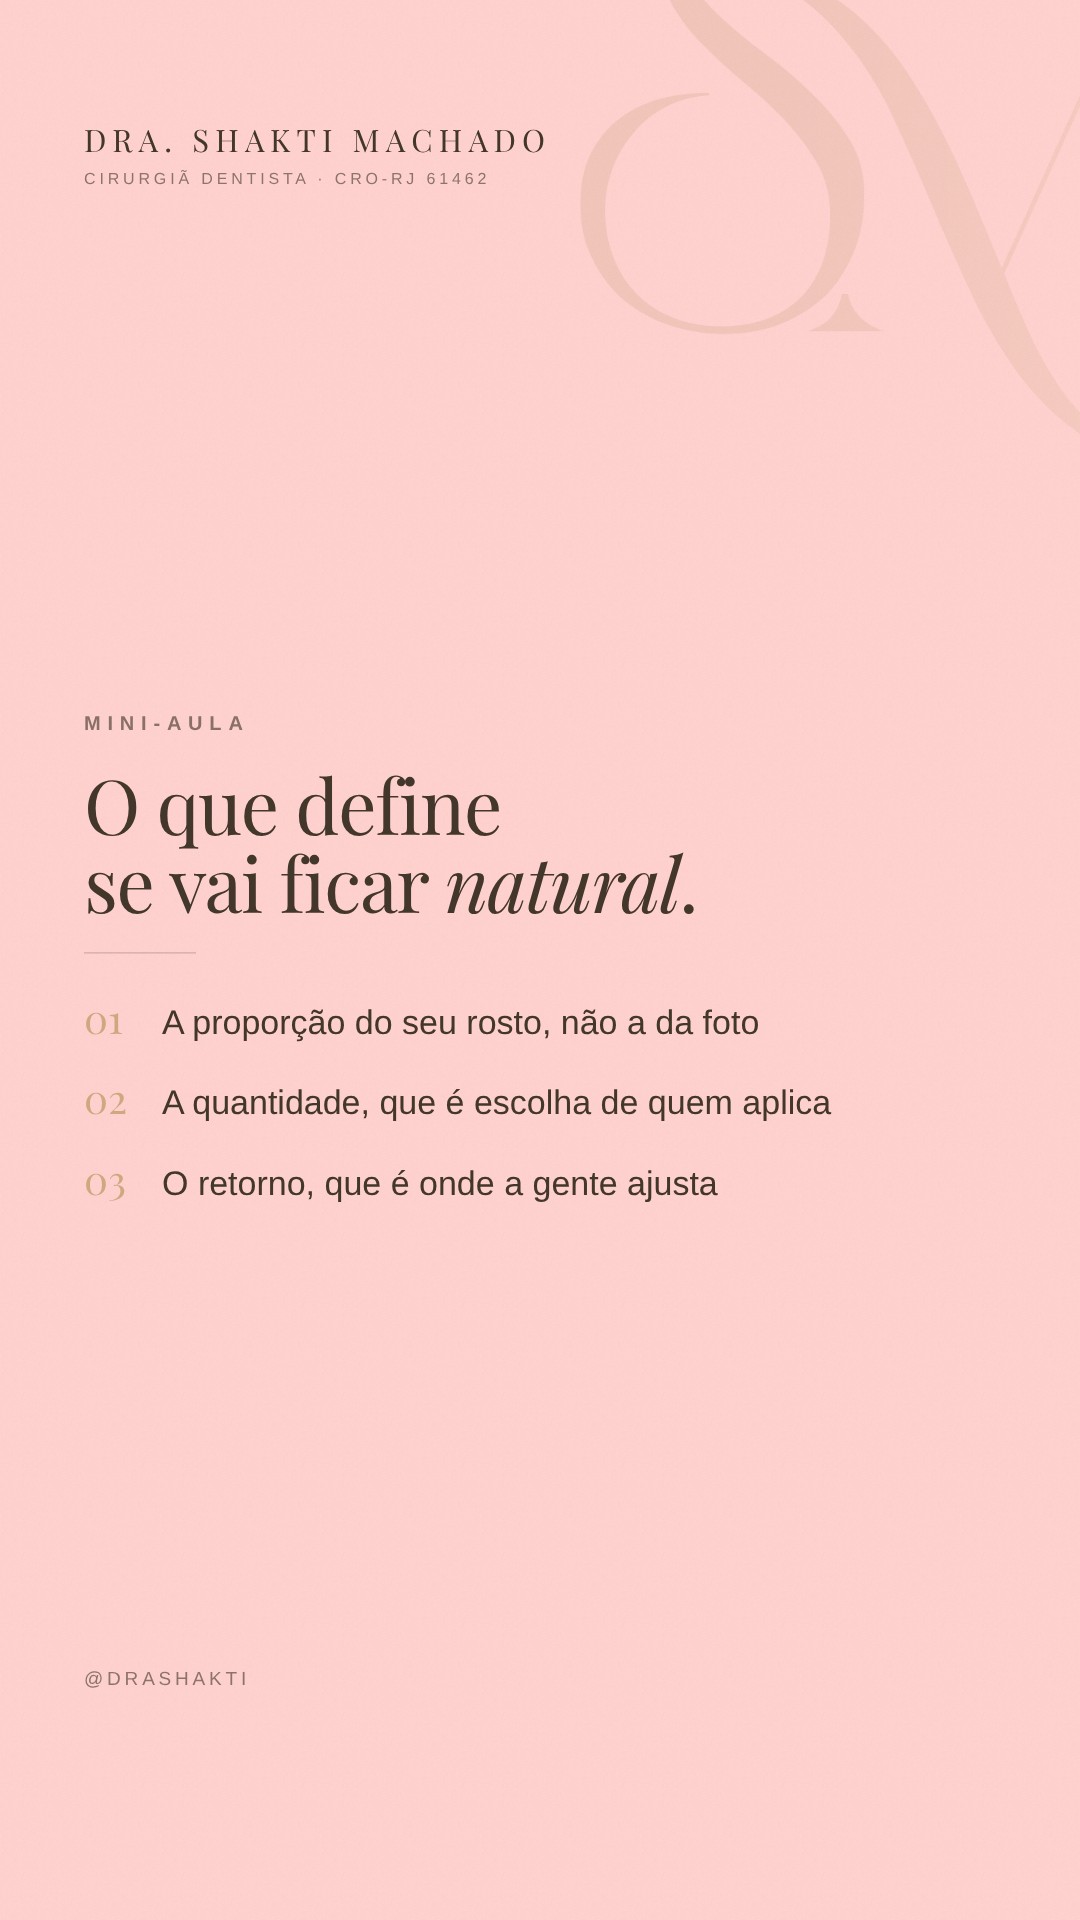 DRA. SHAKTI MACHADO
CIRURGIÃ DENTISTA · CRO-RJ 61462
MINI-AULA
O que define
se vai ficar natural.
01 A proporção do seu rosto, não a da foto
02 A quantidade, que é escolha de quem aplica
03 O retorno, que é onde a gente ajusta
@DRASHAKTI